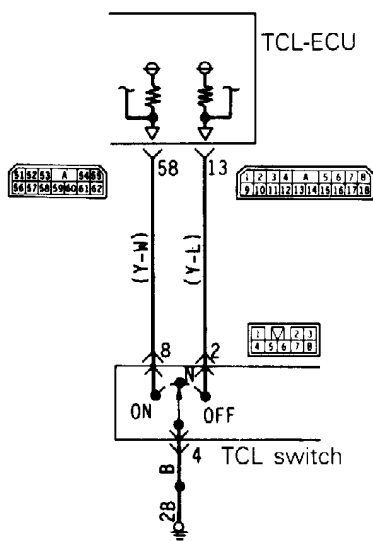 TCL-ECU
58
13
51 52 53 A 54 55
56 57 58 59 60 61 62
1 2 3 4 A 5 6 7 8
9 10 11 12 13 14 15 16 17 18
(Y-W)
(Y-L)
1 2 3
4 5 6 7 8
8
2
N
ON
OFF
4
TCL switch
B
2B